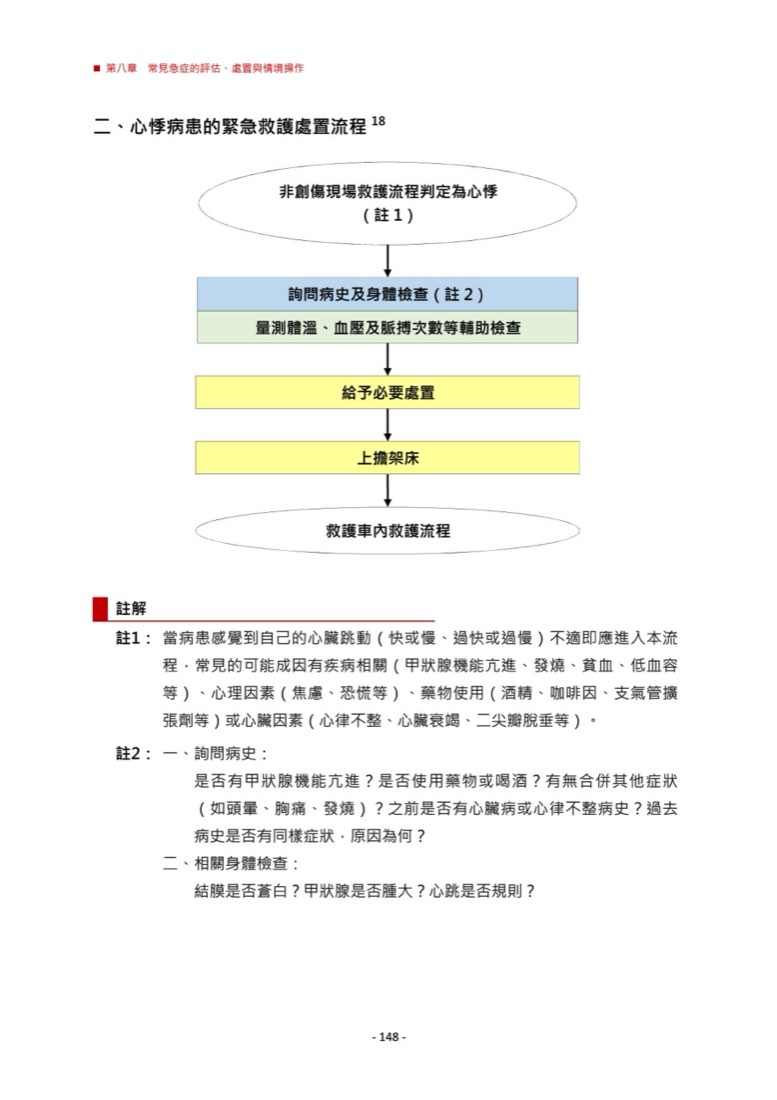 ■ 第八章　常見急症的評估、處置與情境操作
二、心悸病患的緊急救護處置流程 18
非創傷現場救護流程判定為心悸
（註 1）
詢問病史及身體檢查（註 2）
量測體溫、血壓及脈搏次數等輔助檢查
給予必要處置
上擔架床
救護車內救護流程
註解
註1： 當病患感覺到自己的心臟跳動（快或慢、過快或過慢）不適即應進入本流
程，常見的可能成因有疾病相關（甲狀腺機能亢進、發燒、貧血、低血容
等）、心理因素（焦慮、恐慌等）、藥物使用（酒精、咖啡因、支氣管擴
張劑等）或心臟因素（心律不整、心臟衰竭、二尖瓣脫垂等）。
註2： 一、詢問病史：
是否有甲狀腺機能亢進？是否使用藥物或喝酒？有無合併其他症狀
（如頭暈、胸痛、發燒）？之前是否有心臟病或心律不整病史？過去
病史是否有同樣症狀，原因為何？
二、相關身體檢查：
結膜是否蒼白？甲狀腺是否腫大？心跳是否規則？
- 148 -